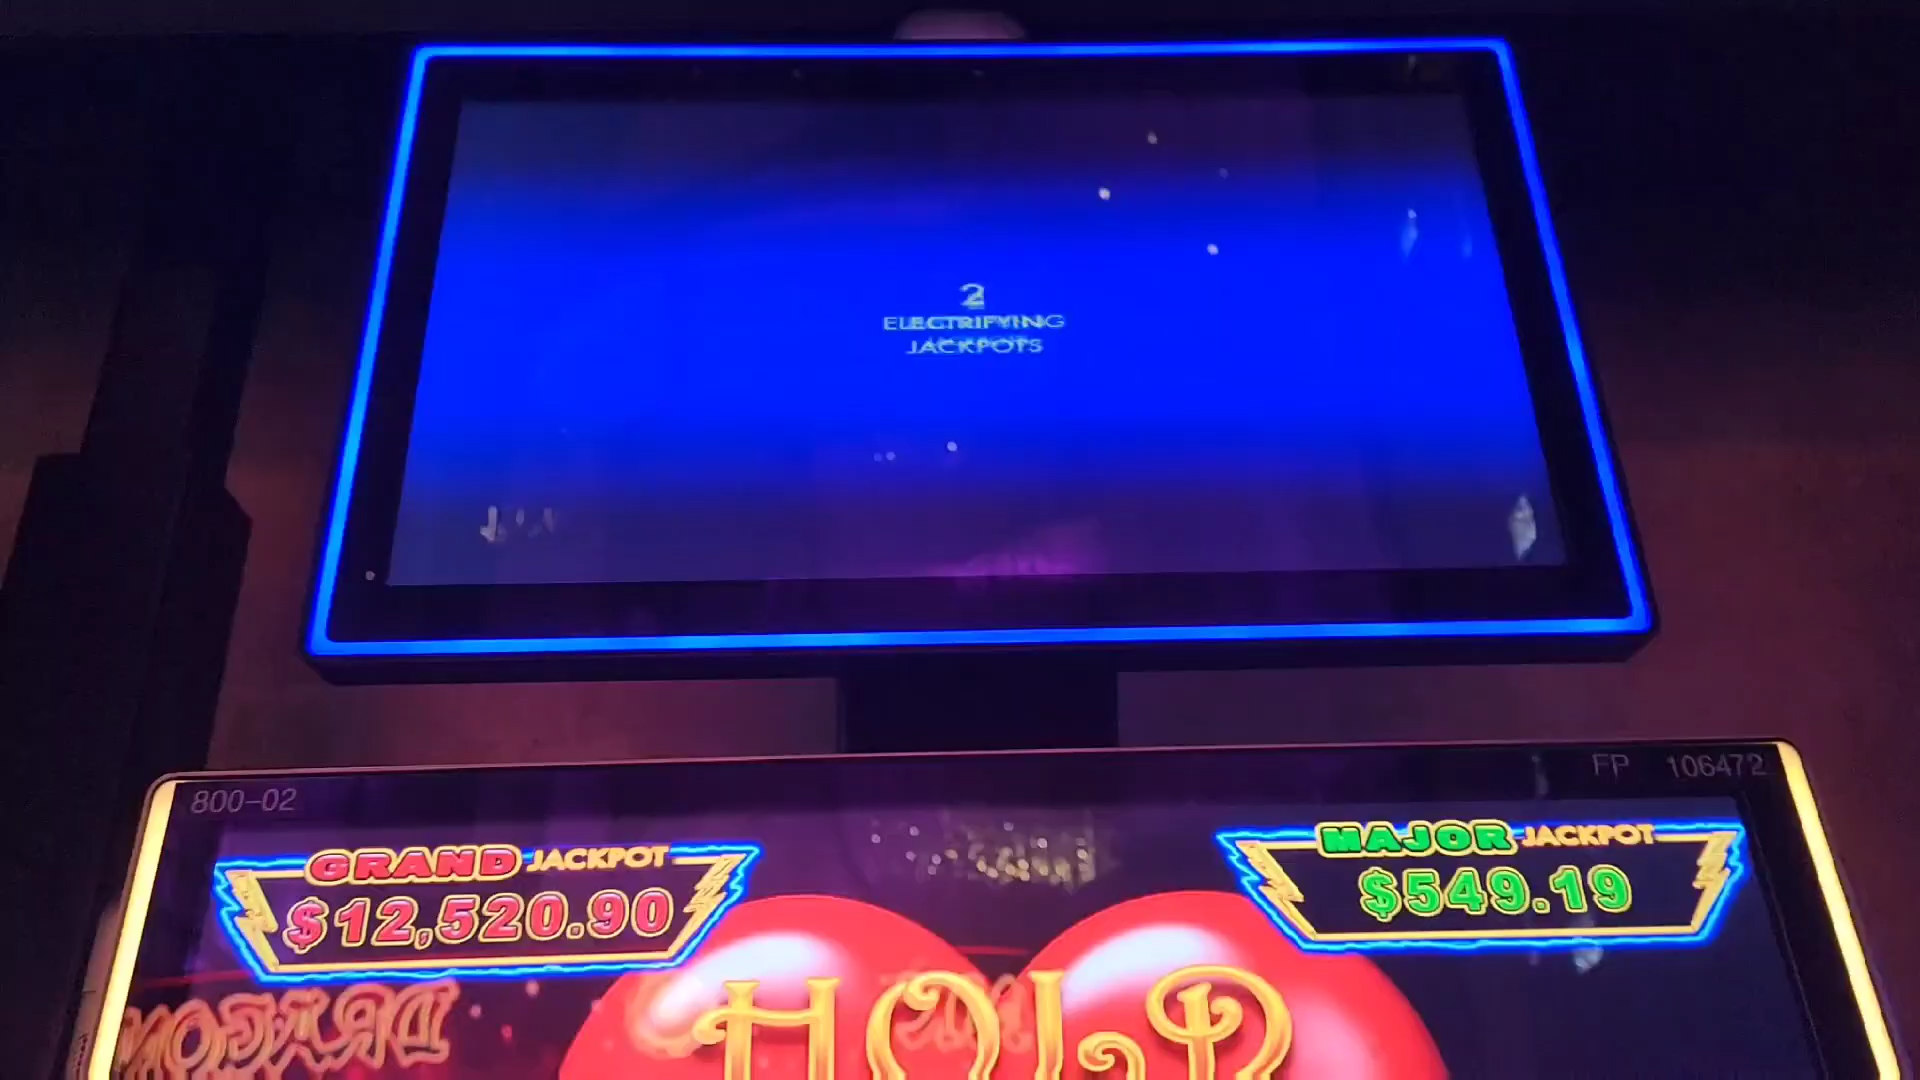 2
ELECTRIFYING
JACKPOTS
800-02
FP 106472
GRAND JACKPOT
$12,520.90
MAJOR JACKPOT
$549.19
HOLD